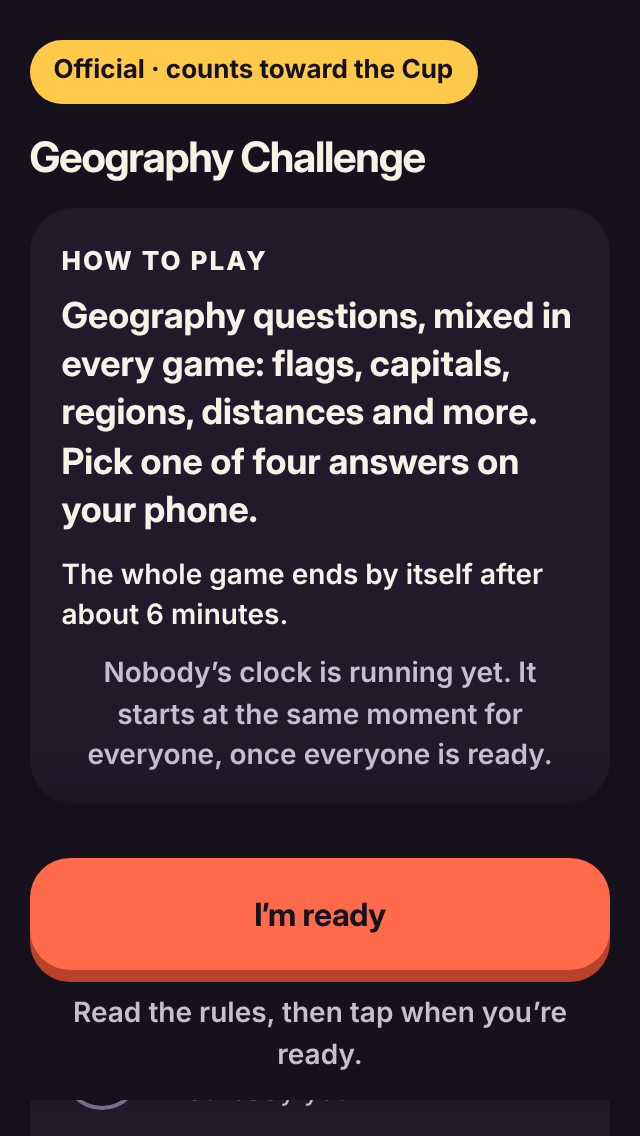 Official · counts toward the Cup
Geography Challenge
HOW TO PLAY
Geography questions, mixed in
every game: flags, capitals,
regions, distances and more.
Pick one of four answers on
your phone.
The whole game ends by itself after
about 6 minutes.
Nobody’s clock is running yet. It
starts at the same moment for
everyone, once everyone is ready.
I’m ready
Read the rules, then tap when you’re
ready.